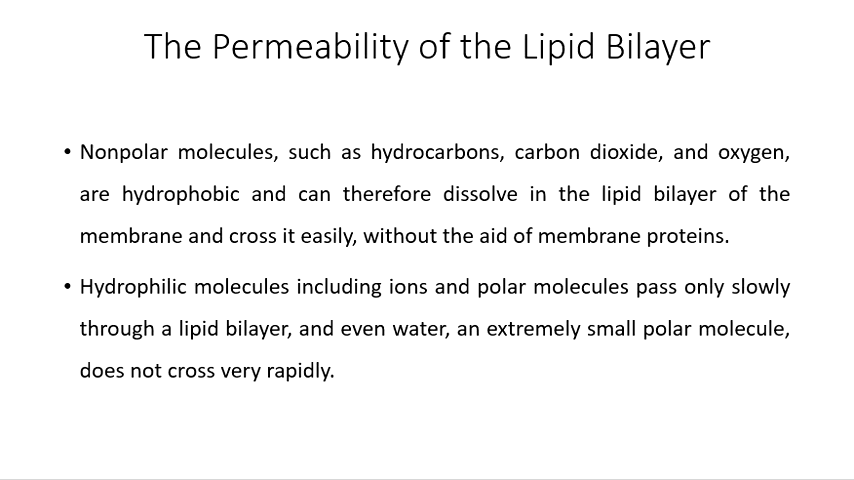 The Permeability of the Lipid Bilayer
• Nonpolar molecules, such as hydrocarbons, carbon dioxide, and oxygen,
are hydrophobic and can therefore dissolve in the lipid bilayer of the
membrane and cross it easily, without the aid of membrane proteins.
• Hydrophilic molecules including ions and polar molecules pass only slowly
through a lipid bilayer, and even water, an extremely small polar molecule,
does not cross very rapidly.